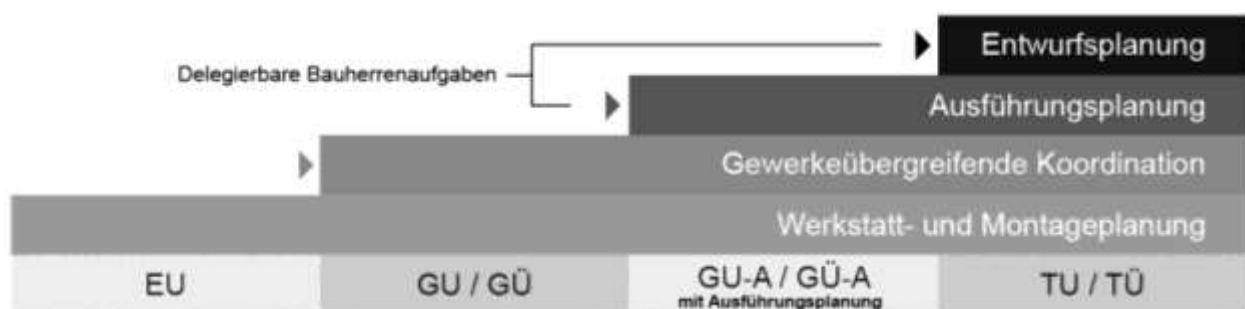 Entwurfsplanung
Delegierbare Bauherrenaufgaben
Ausführungsplanung
Gewerkeübergreifende Koordination
Werkstatt- und Montageplanung
EU
GU / GÜ
GU-A / GÜ-A
mit Ausführungsplanung
TU / TÜ